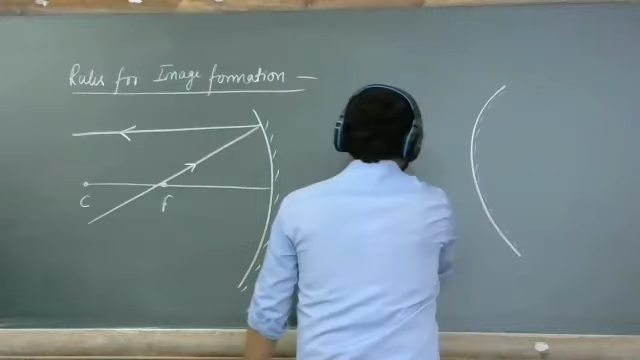 Rules for Image formation —
C F